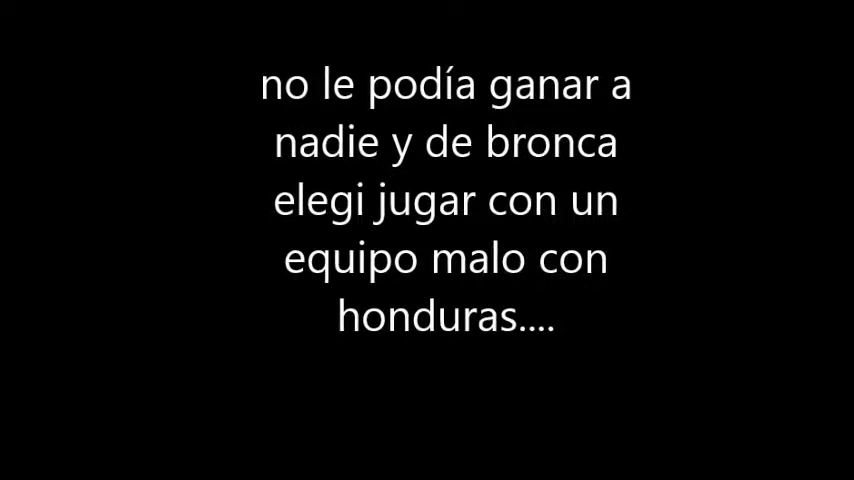 no le podía ganar a
nadie y de bronca
elegi jugar con un
equipo malo con
honduras....